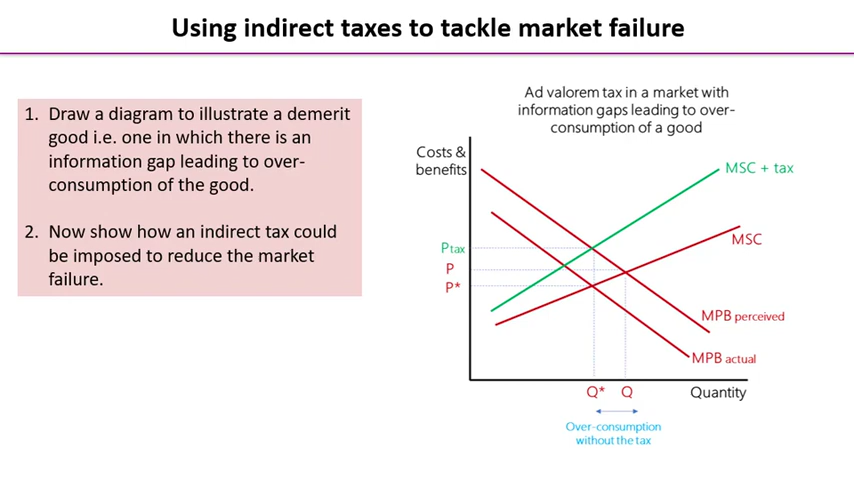 Using indirect taxes to tackle market failure
1. Draw a diagram to illustrate a demerit
good i.e. one in which there is an
information gap leading to over-
consumption of the good.
2. Now show how an indirect tax could
be imposed to reduce the market
failure.
Ad valorem tax in a market with
information gaps leading to over-
consumption of a good
Costs &
benefits
MSC + tax
MSC
Ptax
P
P*
MPB perceived
MPB actual
Q* Q Quantity
Over-consumption
without the tax